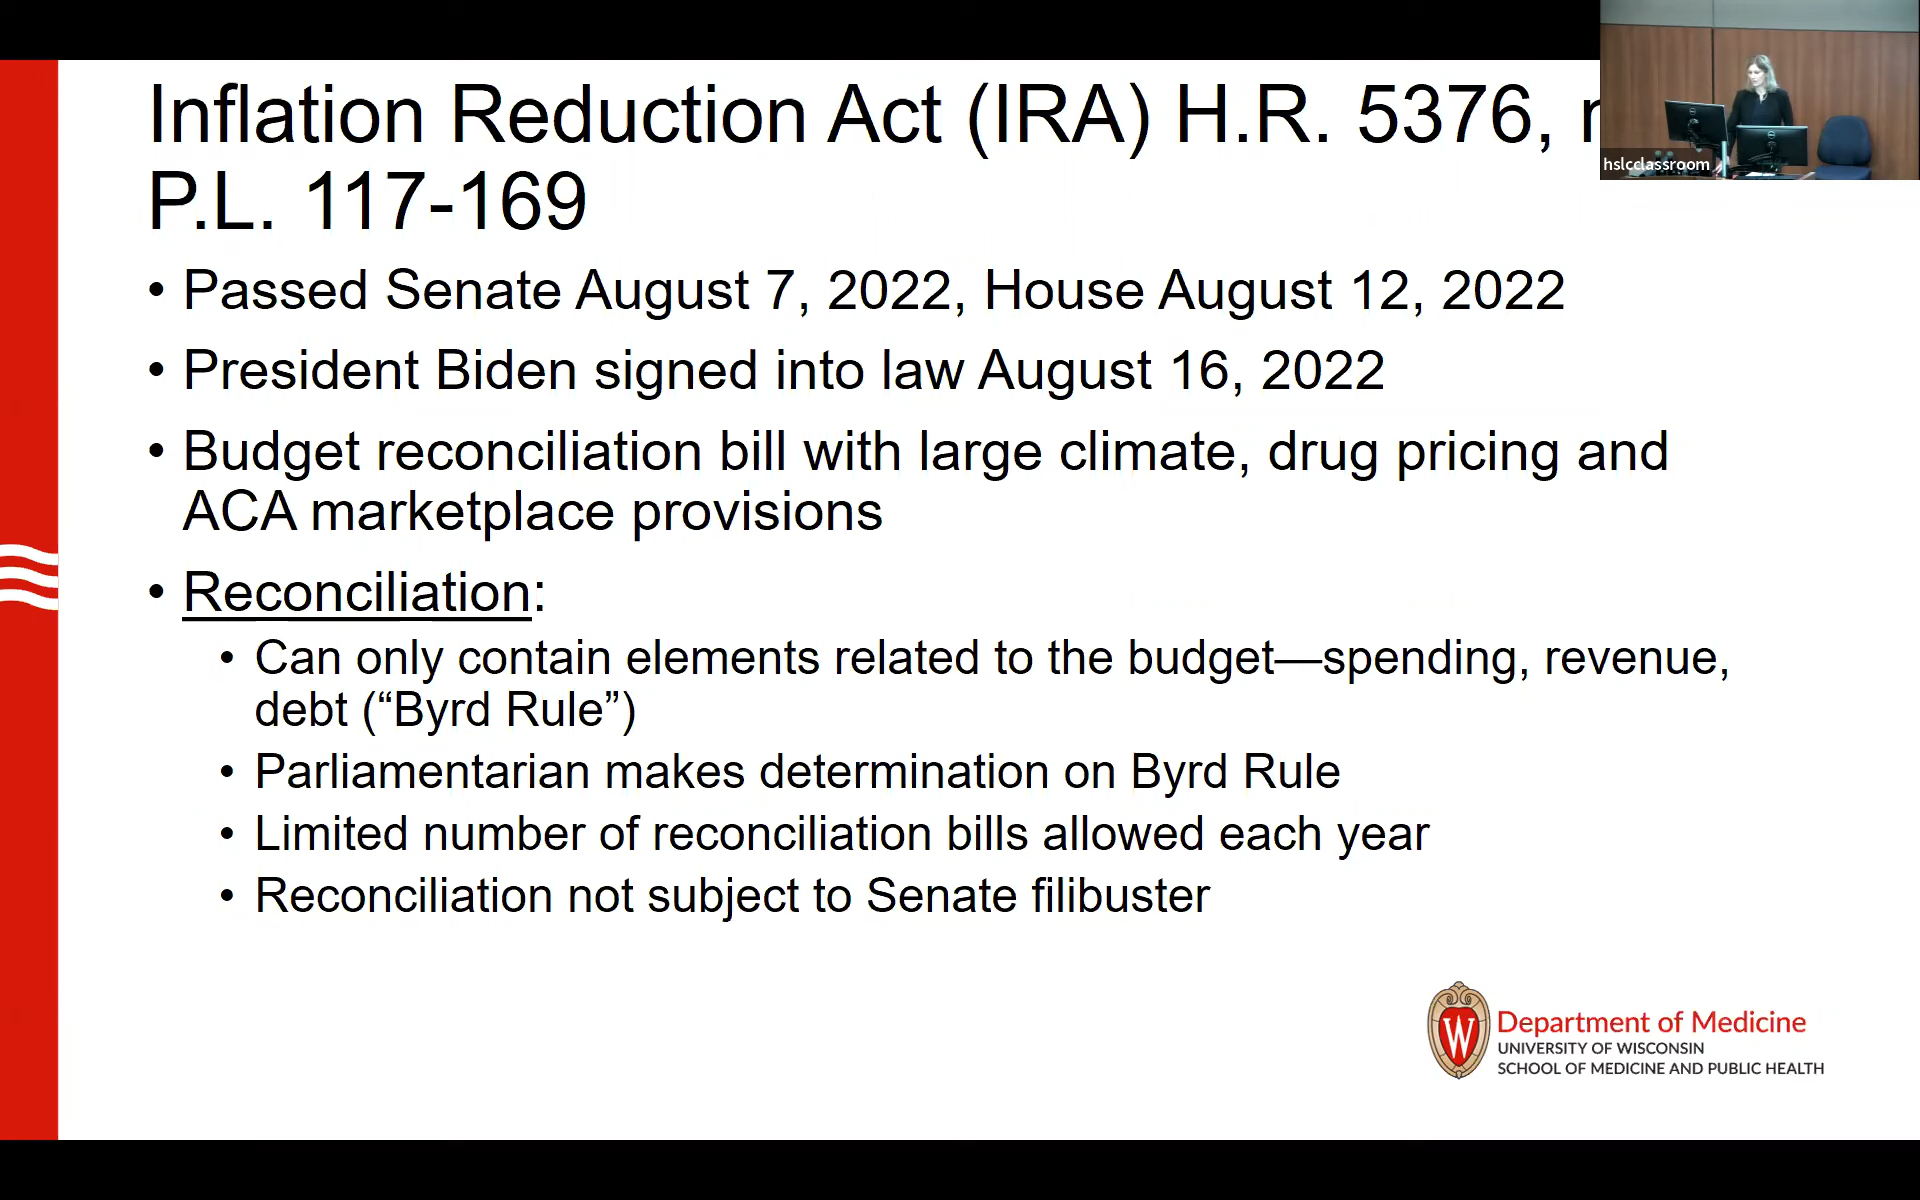 Inflation Reduction Act (IRA) H.R. 5376,
P.L. 117-169
• Passed Senate August 7, 2022, House August 12, 2022
• President Biden signed into law August 16, 2022
• Budget reconciliation bill with large climate, drug pricing and
ACA marketplace provisions
• Reconciliation:
• Can only contain elements related to the budget—spending, revenue,
debt (“Byrd Rule”)
• Parliamentarian makes determination on Byrd Rule
• Limited number of reconciliation bills allowed each year
• Reconciliation not subject to Senate filibuster
hslcclassroom
W
Department of Medicine
UNIVERSITY OF WISCONSIN
SCHOOL OF MEDICINE AND PUBLIC HEALTH